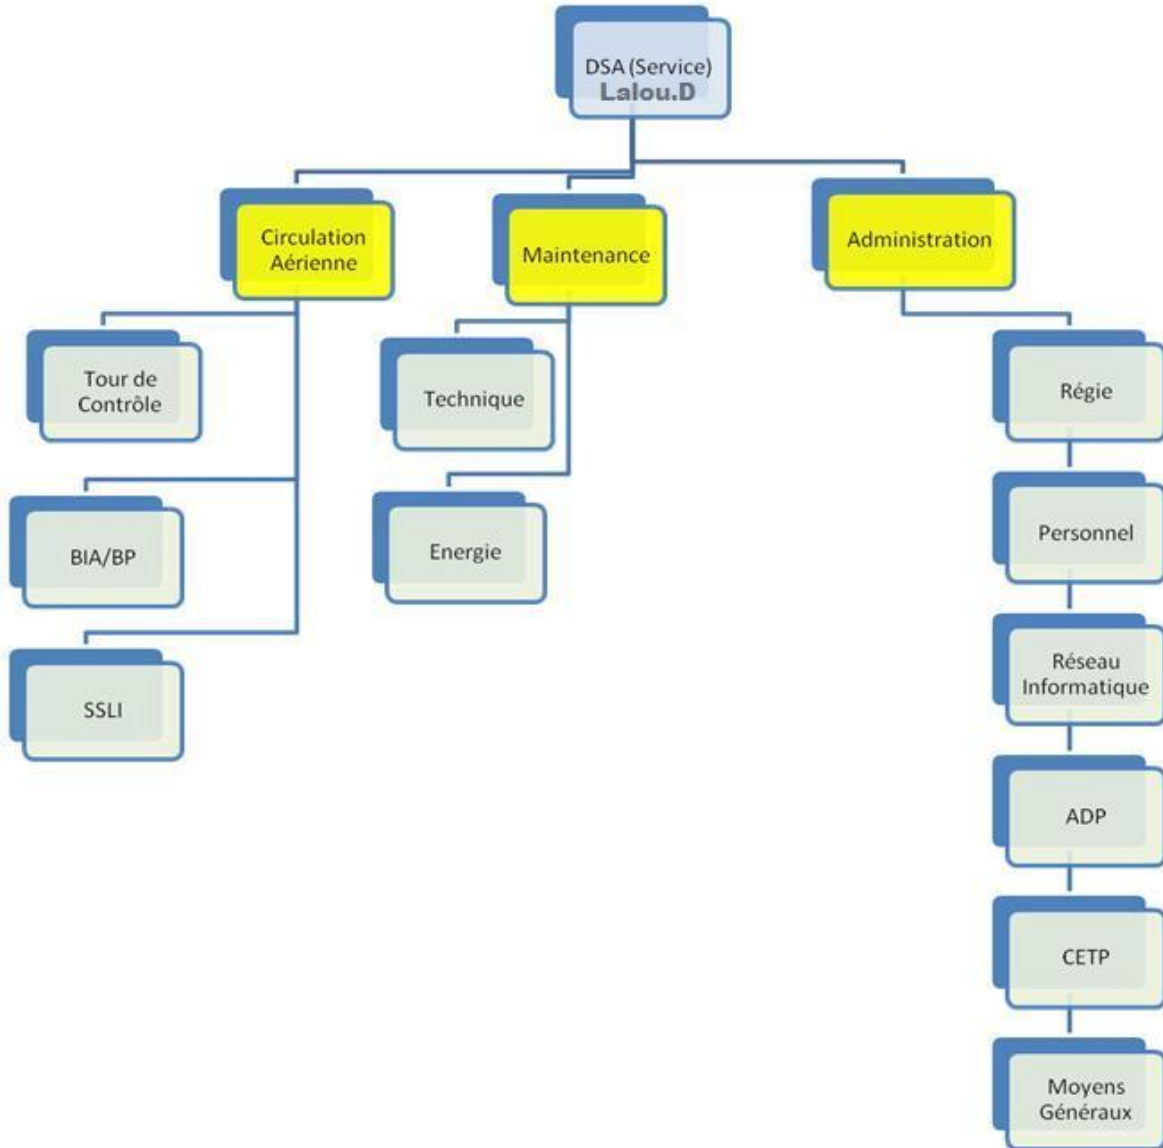 DSA (Service)
Lalou.D
Circulation
Aérienne
Maintenance
Administration
Tour de
Contrôle
Technique
Régie
BIA/BP
Energie
Personnel
SSLI
Réseau
Informatique
ADP
CETP
Moyens
Généraux